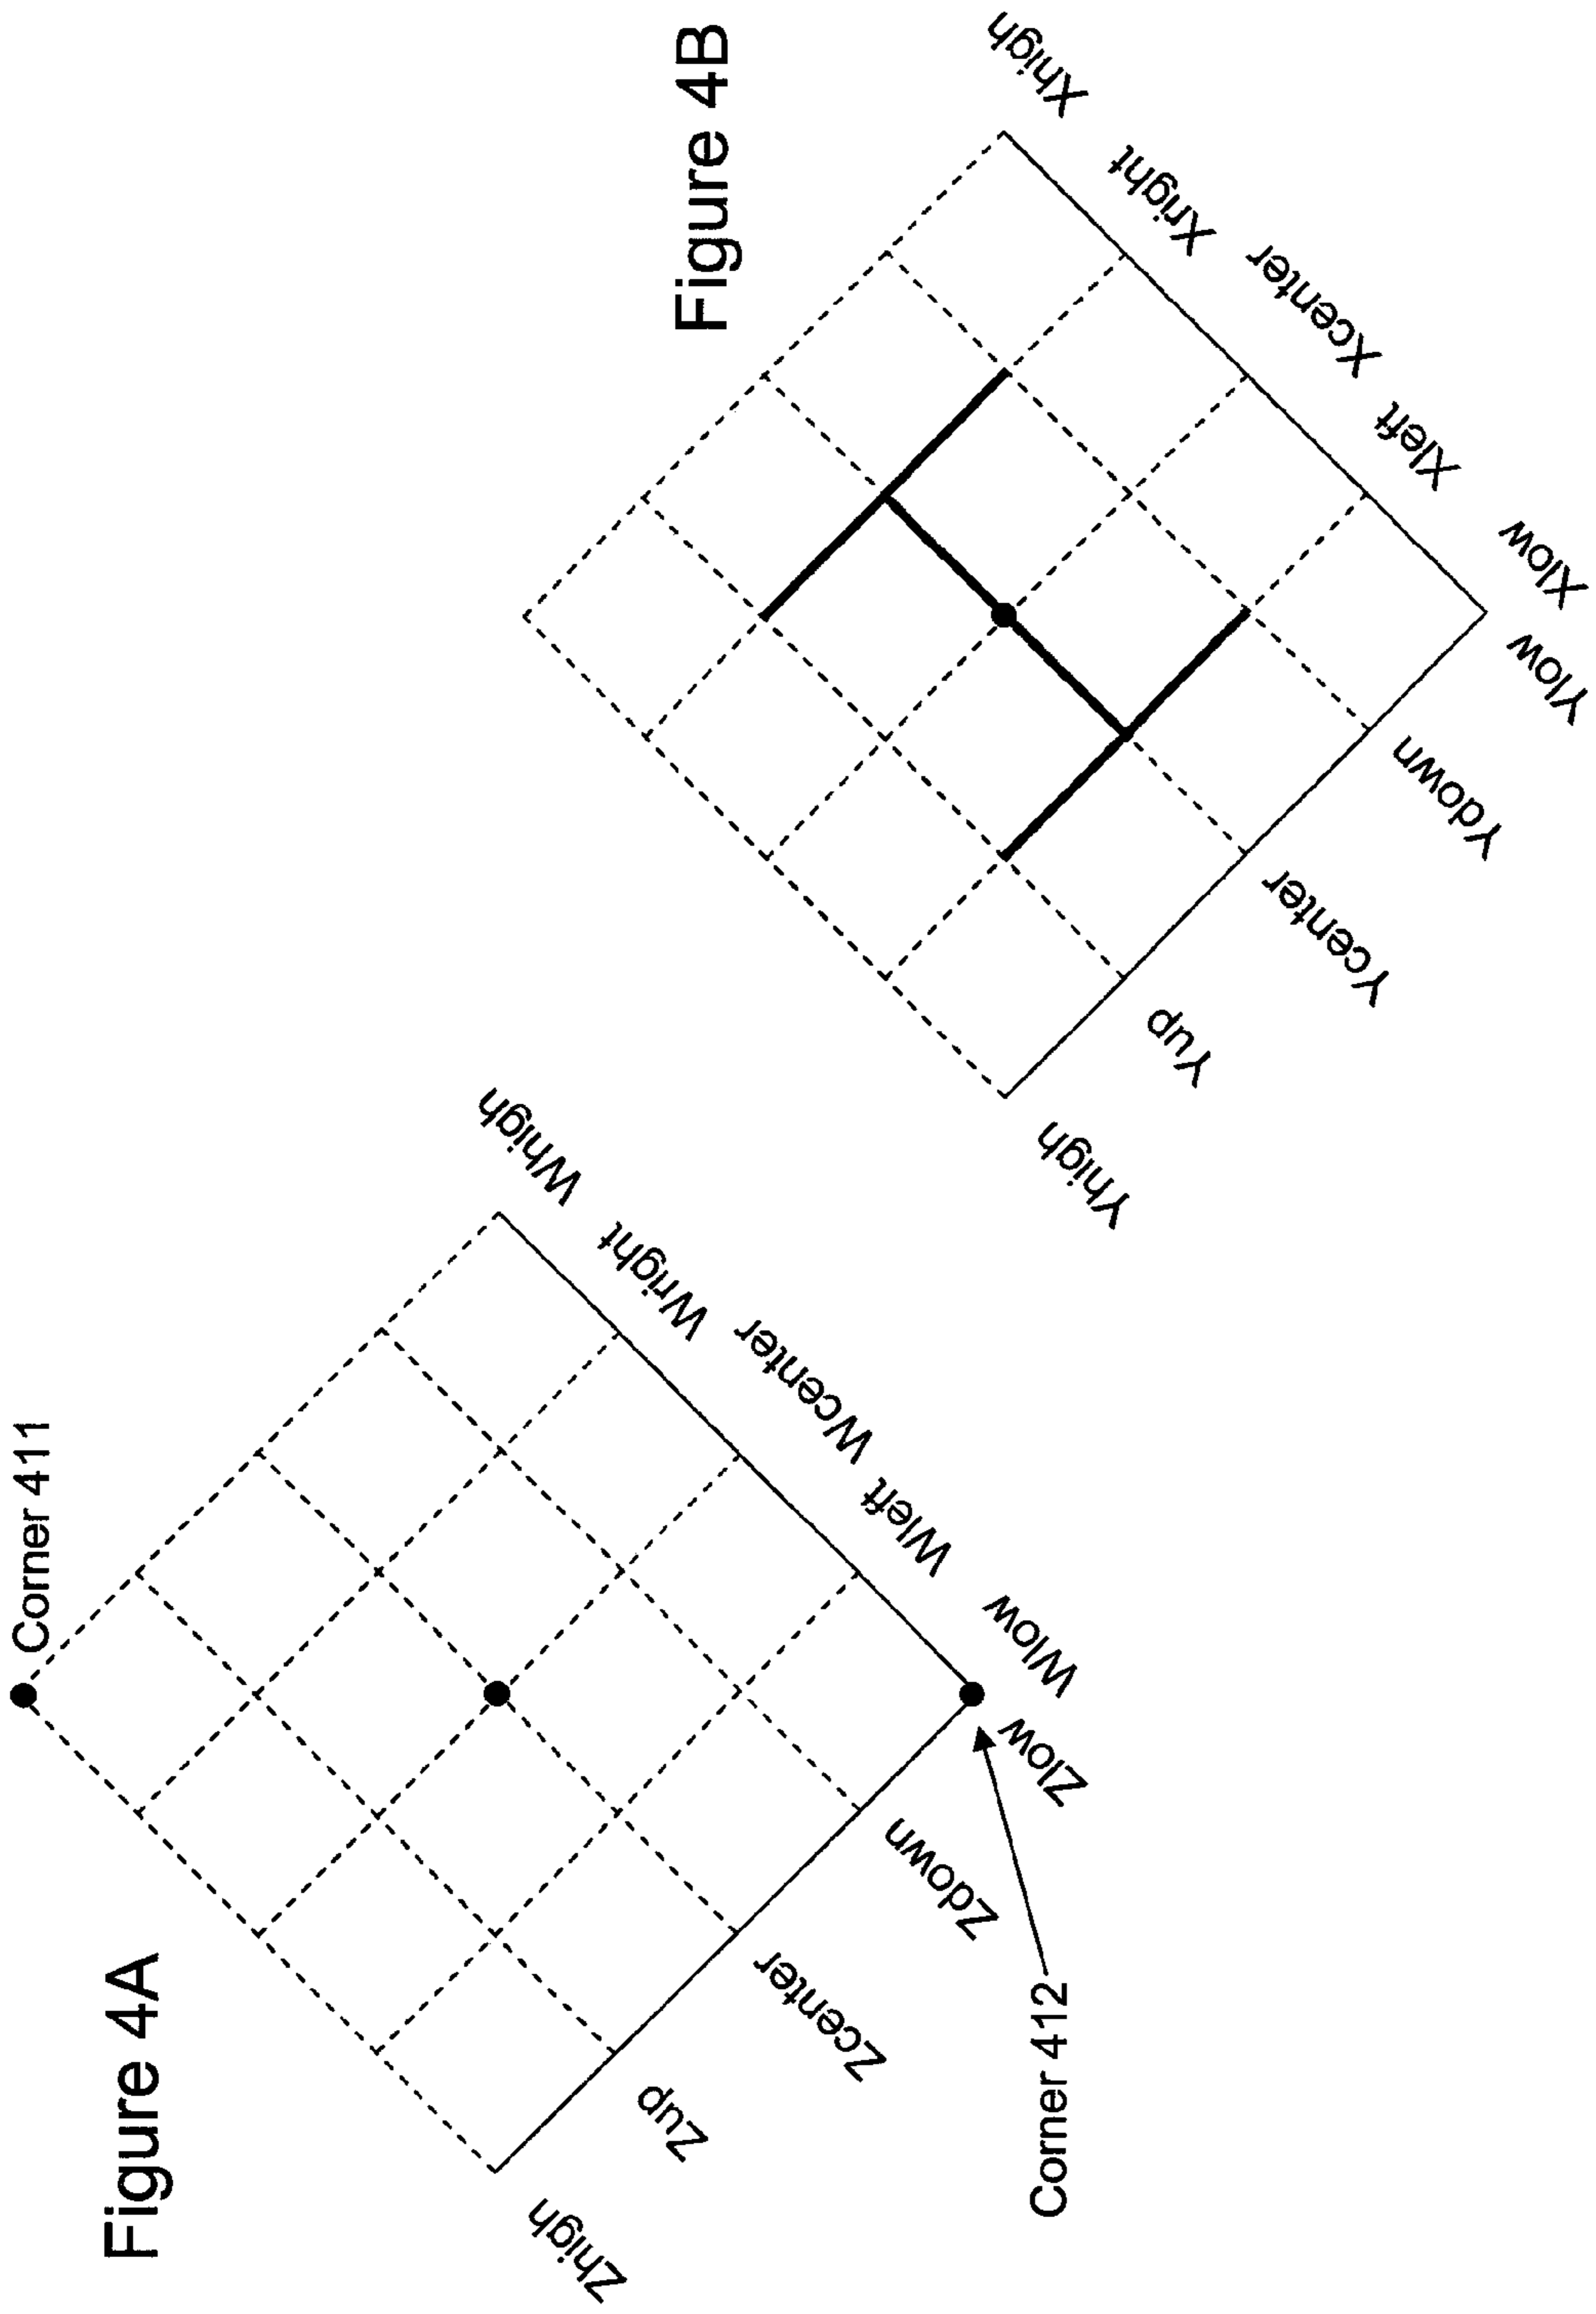 Figure 4A
Corner 411
Zhigh
Zup
Zcenter
Zdown
Zlow
Wlow
Wleft
Wcenter
Wright
Whigh
Corner 412
Figure 4B
Yhigh
Yup
Ycenter
Ydown
Ylow
Xlow
Xleft
Xcenter
Xright
Xhigh